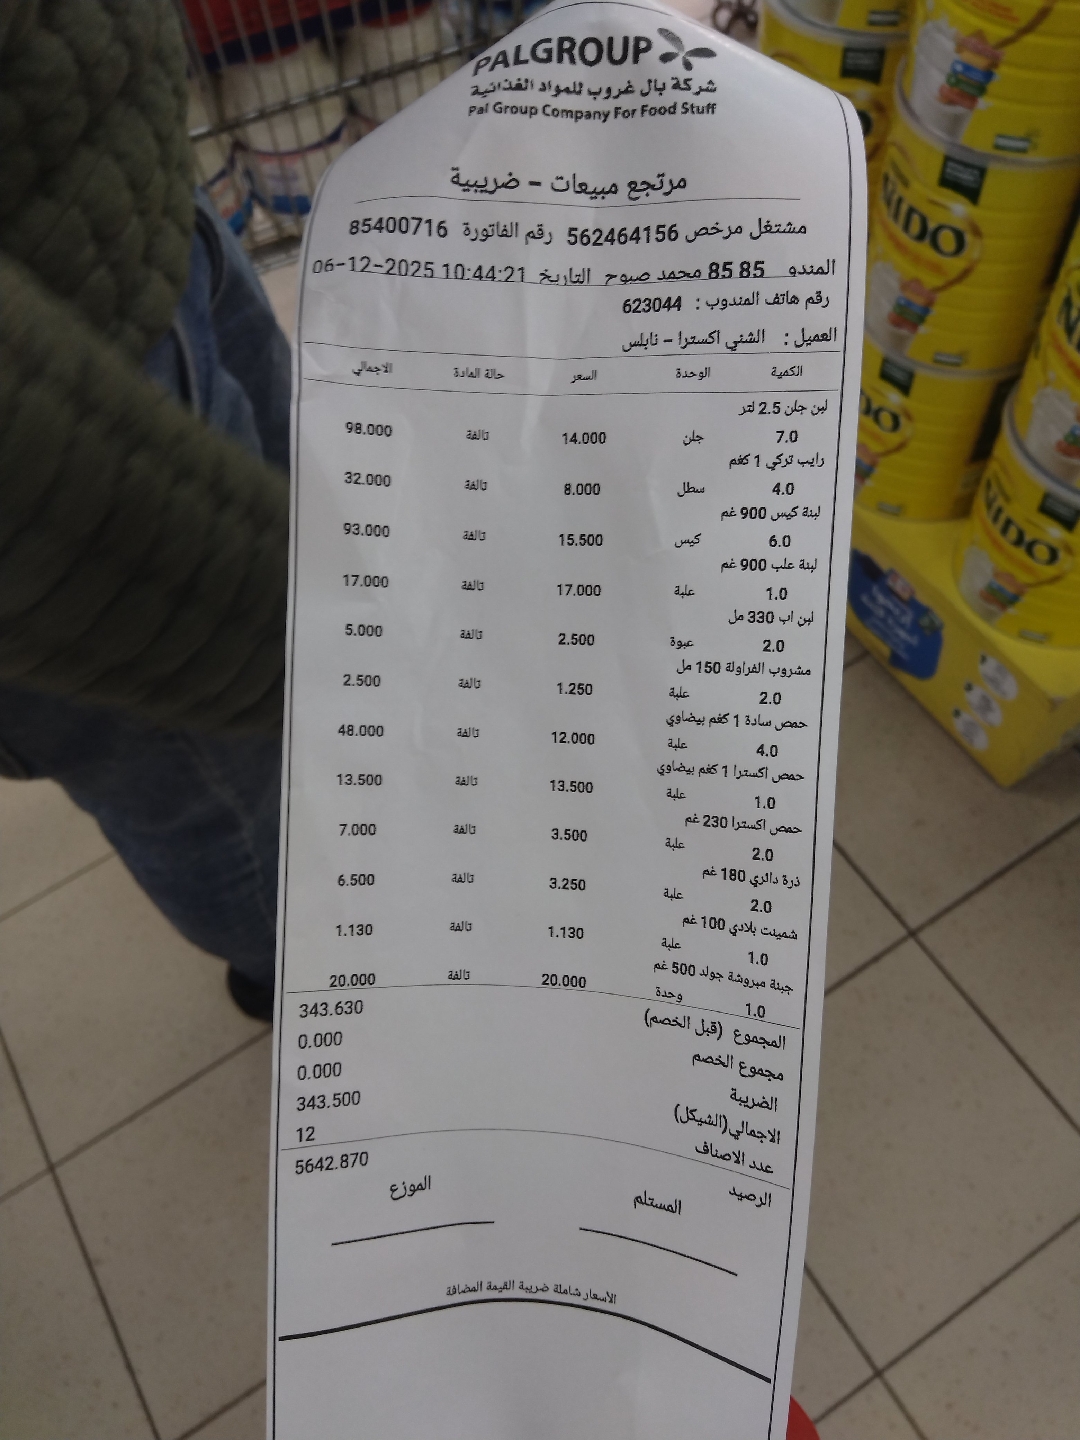 PALGROUP
شركة بال غروب للمواد الغذائية
Pal Group Company For Food Stuff
مرتجع مبيعات - ضريبية
مشتغل مرخص 562464156 رقم الفاتورة 85400716
المندو 85 85 محمد صبوح التاريخ 06-12-2025 10:44:21
رقم هاتف المندوب : 623044
العميل : الشني اكسترا - نابلس
الكمية الوحدة السعر حالة المادة الاجمالي
لبن جلن 2.5 لتر
7.0 جلن 14.000 تالفة 98.000
رايب تركي 1 كغم
4.0 سطل 8.000 تالفة 32.000
لبنة كيس 900 غم
6.0 كيس 15.500 تالفة 93.000
لبنة علب 900 غم
1.0 علبة 17.000 تالفة 17.000
لبن اب 330 مل
2.0 عبوة 2.500 تالفة 5.000
مشروب الفراولة 150 مل
2.0 علبة 1.250 تالفة 2.500
حمص سادة 1 كغم بيضاوي
4.0 علبة 12.000 تالفة 48.000
حمص اكسترا 1 كغم بيضاوي
1.0 علبة 13.500 تالفة 13.500
حمص اكسترا 230 غم
2.0 علبة 3.500 تالفة 7.000
ذرة دائري 180 غم
2.0 علبة 3.250 تالفة 6.500
شمينت بلادي 100 غم
1.0 علبة 1.130 تالفة 1.130
جبنة مبروشة جولد 500 غم
1.0 وحدة 20.000 تالفة 20.000
المجموع (قبل الخصم) 343.630
مجموع الخصم 0.000
الضريبة 0.000
الاجمالي(الشيكل) 343.500
عدد الاصناف 12
الرصيد 5642.870
المستلم الموزع
الأسعار شاملة ضريبة القيمة المضافة
NIDO
NIDO